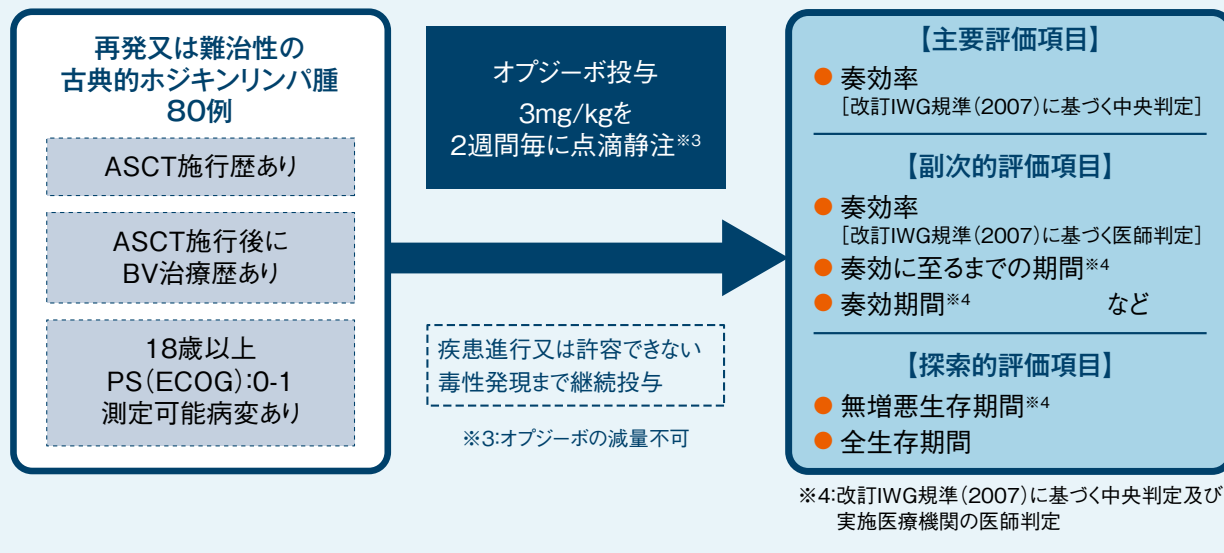 再発又は難治性の
古典的ホジキンリンパ腫
80例
ASCT施行歴あり
ASCT施行後に
BV治療歴あり
18歳以上
PS(ECOG):0-1
測定可能病変あり
オプジーボ投与
3mg/kgを
2週間毎に点滴静注※3
疾患進行又は許容できない
毒性発現まで継続投与
※3:オプジーボの減量不可
【主要評価項目】
● 奏効率
[改訂IWG規準(2007)に基づく中央判定]
【副次的評価項目】
● 奏効率
[改訂IWG規準(2007)に基づく医師判定]
● 奏効に至るまでの期間※4
● 奏効期間※4 など
【探索的評価項目】
● 無増悪生存期間※4
● 全生存期間
※4:改訂IWG規準(2007)に基づく中央判定及び
実施医療機関の医師判定